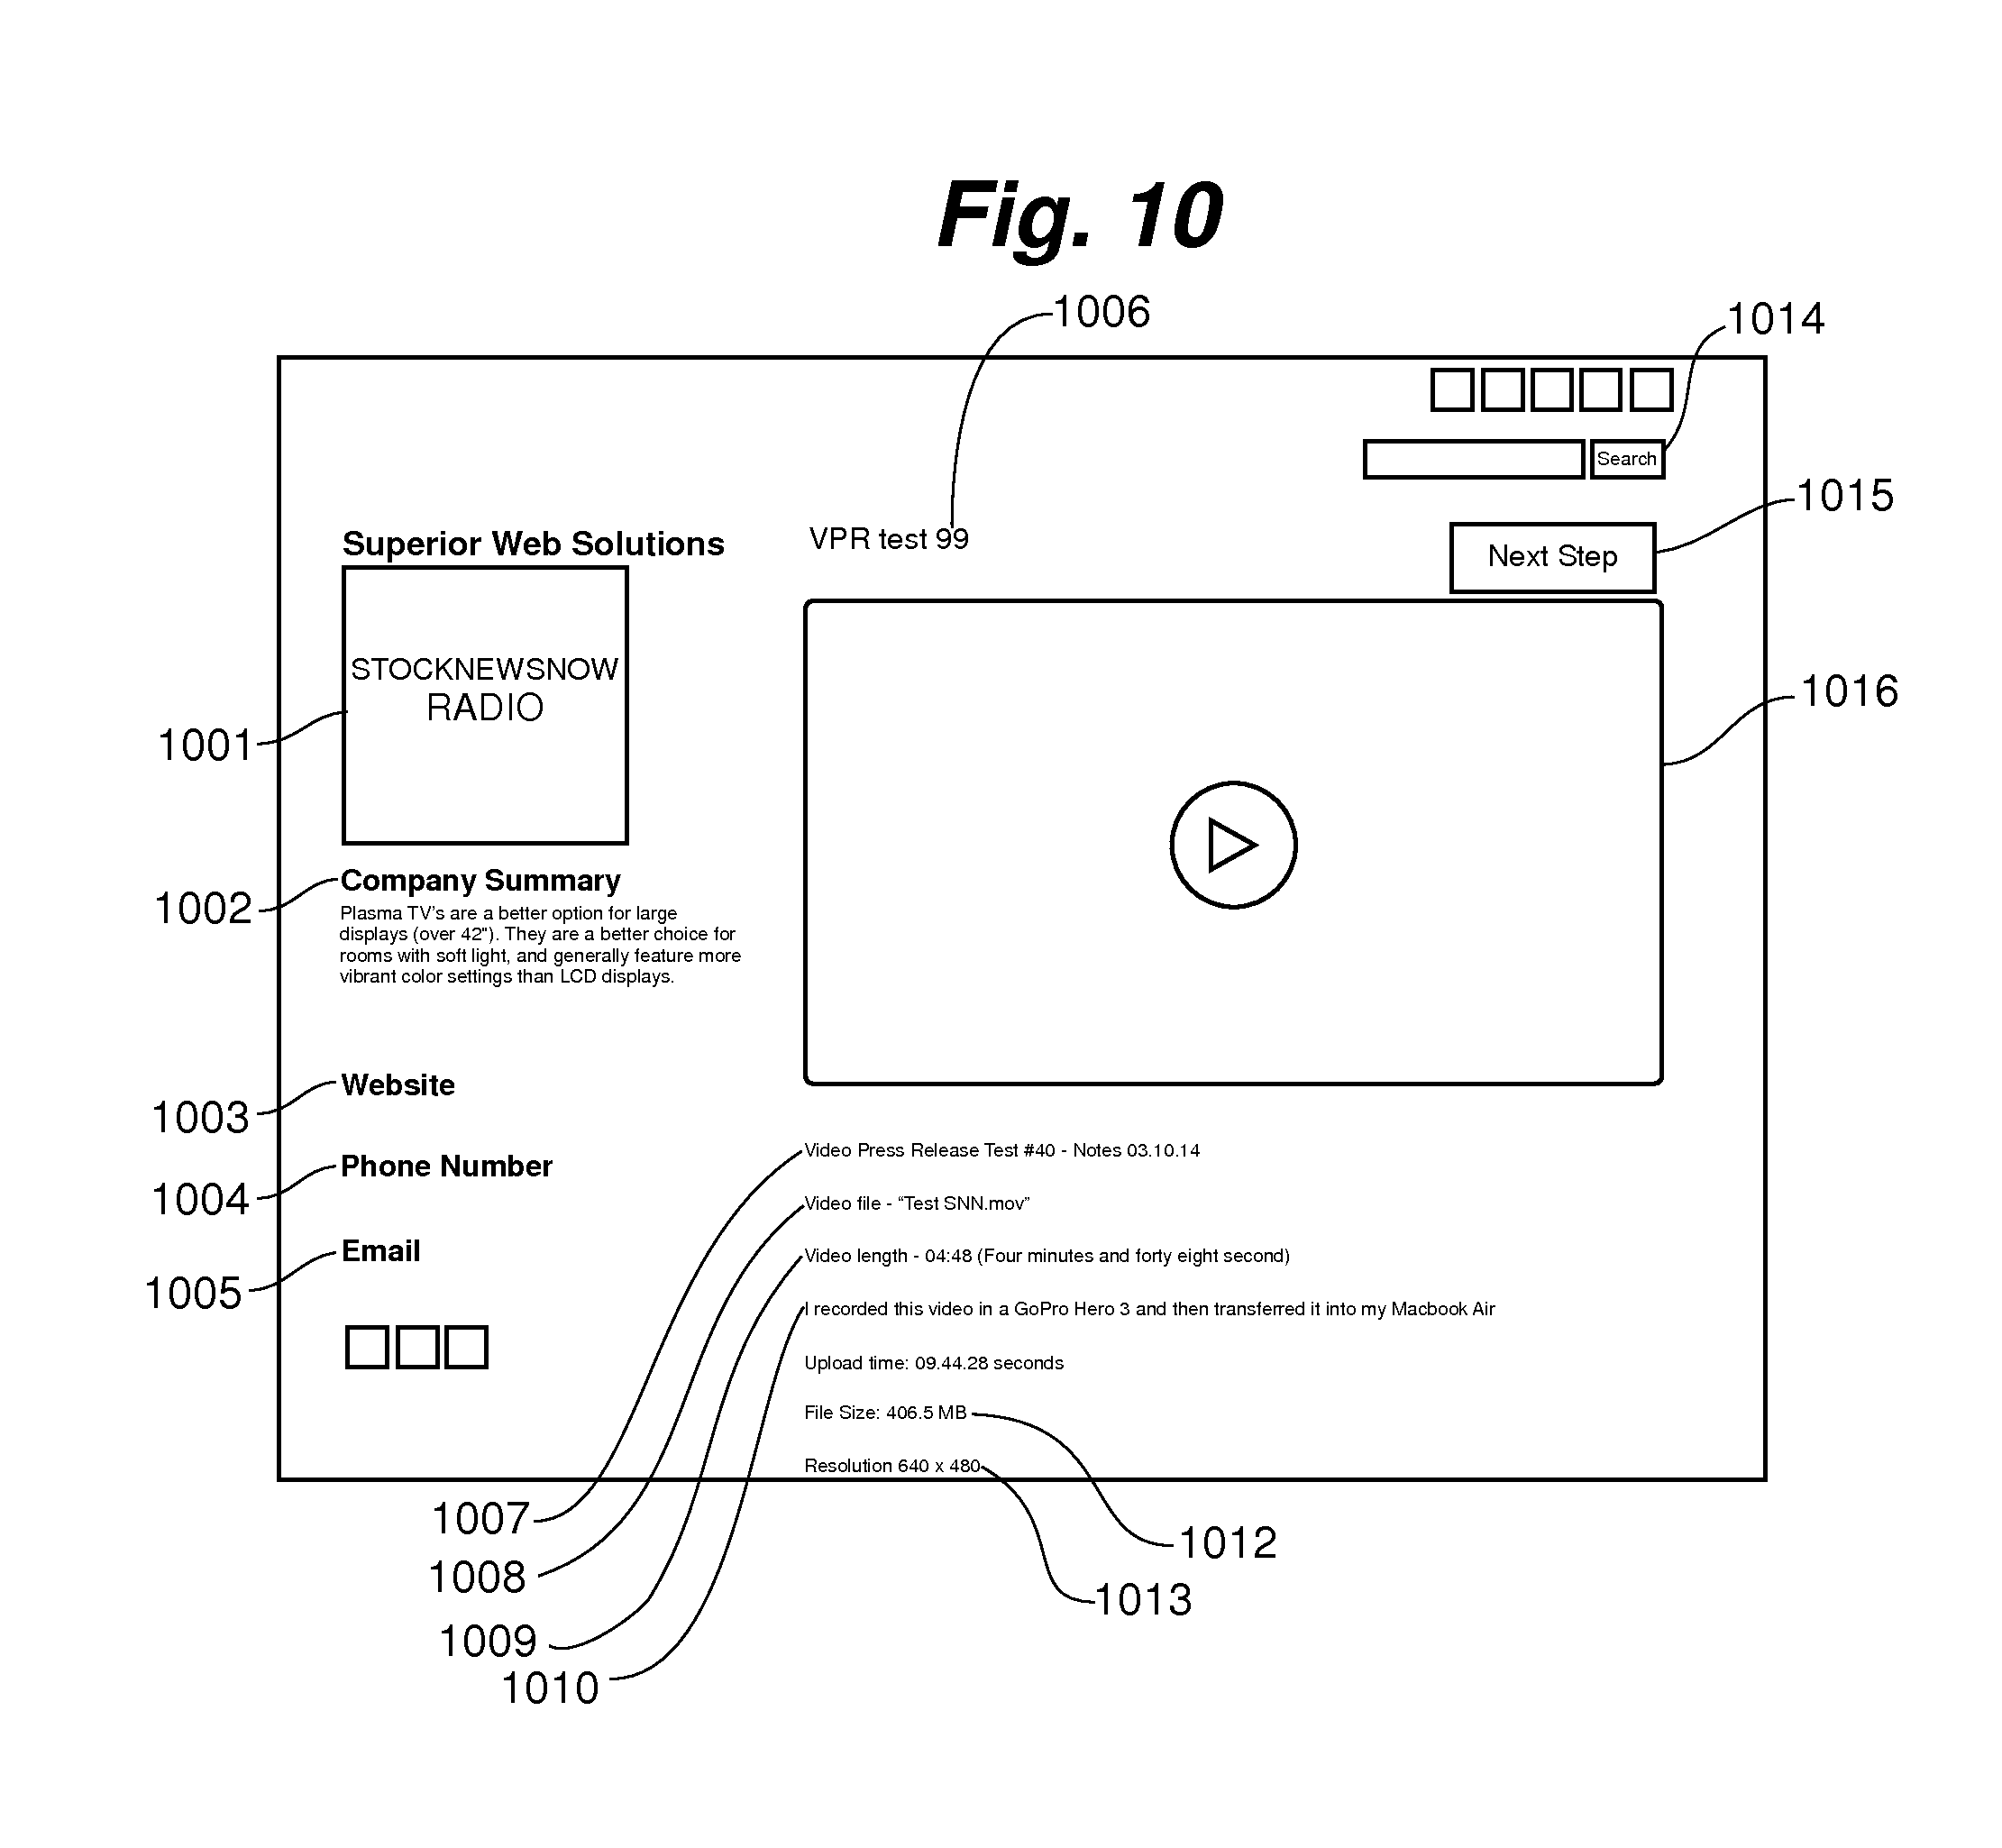 Fig. 10
1006
1014
Search
1015
Superior Web Solutions
VPR test 99
Next Step
STOCKNEWSNOW
RADIO
1016
1001
Company Summary
1002
Plasma TV's are a better option for large
displays (over 42"). They are a better choice for
rooms with soft light, and generally feature more
vibrant color settings than LCD displays.
Website
1003
Phone Number
1004
Email
1005
Video Press Release Test #40 - Notes 03.10.14
Video file - “Test SNN.mov”
Video length - 04:48 (Four minutes and forty eight second)
I recorded this video in a GoPro Hero 3 and then transferred it into my Macbook Air
Upload time: 09.44.28 seconds
File Size: 406.5 MB
Resolution 640 x 480
1007
1012
1008
1013
1009
1010